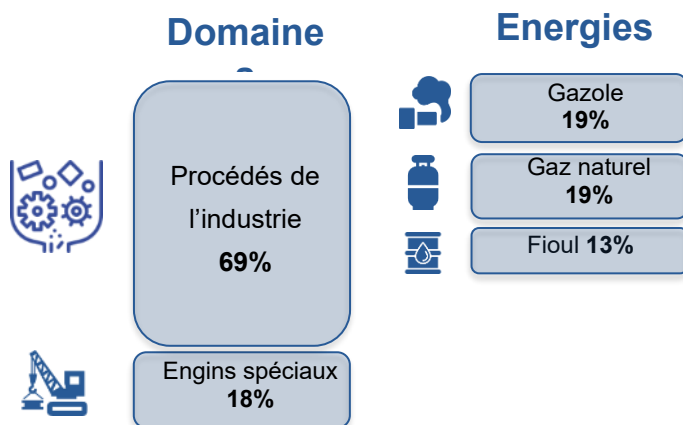 Domaine
Procédés de
l'industrie
69%
Engins spéciaux
18%
Energies
Gazole
19%
Gaz naturel
19%
Fioul 13%